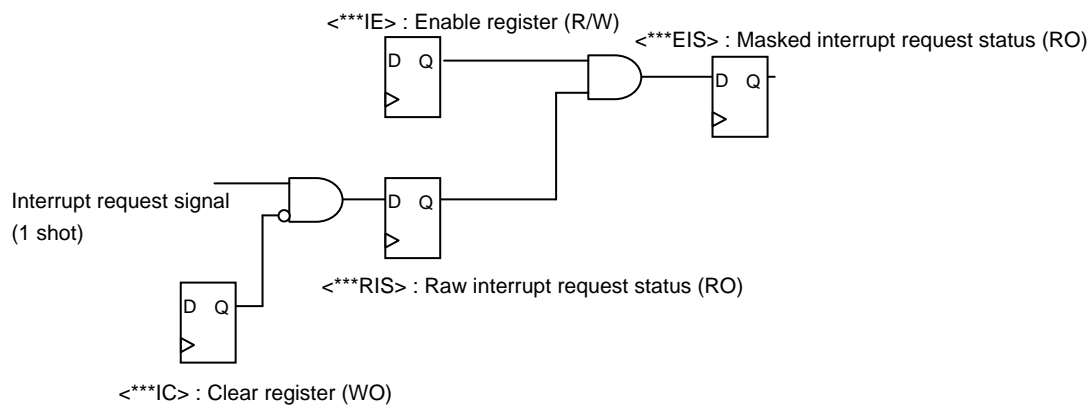 <***IE> : Enable register (R/W)
<***EIS> : Masked interrupt request status (RO)
D Q
D Q
Interrupt request signal
(1 shot)
D Q
<***RIS> : Raw interrupt request status (RO)
D Q
<***IC> : Clear register (WO)